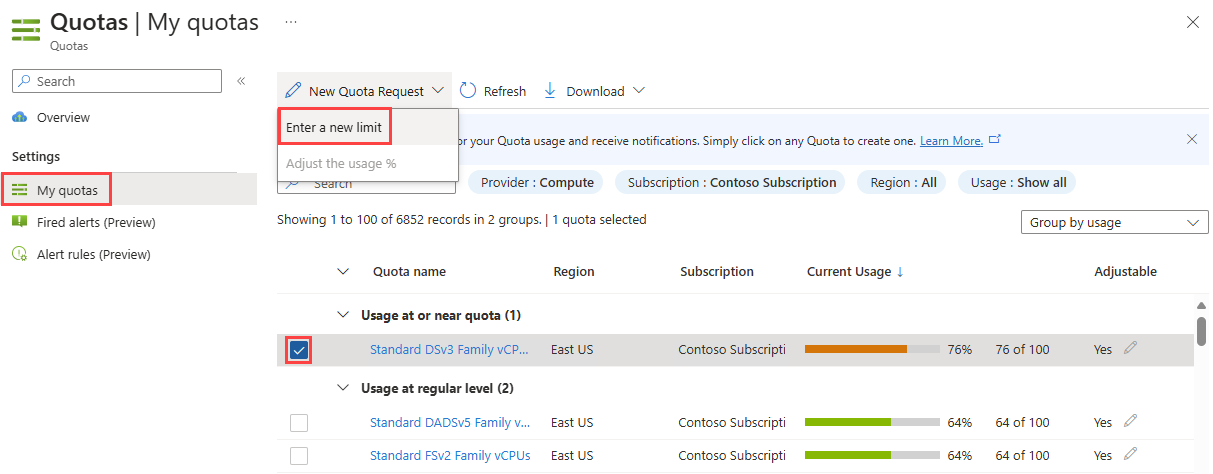 Quotas | My quotas ...
Quotas
Search «
Overview
Settings
My quotas
Fired alerts (Preview)
Alert rules (Preview)
New Quota Request Refresh Download
Enter a new limit
Adjust the usage %
or your Quota usage and receive notifications. Simply click on any Quota to create one. Learn More.
Search Provider : Compute Subscription : Contoso Subscription Region : All Usage : Show all
Showing 1 to 100 of 6852 records in 2 groups. | 1 quota selected
Group by usage
Quota name Region Subscription Current Usage ↓ Adjustable
Usage at or near quota (1)
Standard DSv3 Family vCP... East US Contoso Subscripti 76% 76 of 100 Yes
Usage at regular level (2)
Standard DADSv5 Family v... East US Contoso Subscripti 64% 64 of 100 Yes
Standard FSv2 Family vCPUs East US Contoso Subscripti 64% 64 of 100 Yes